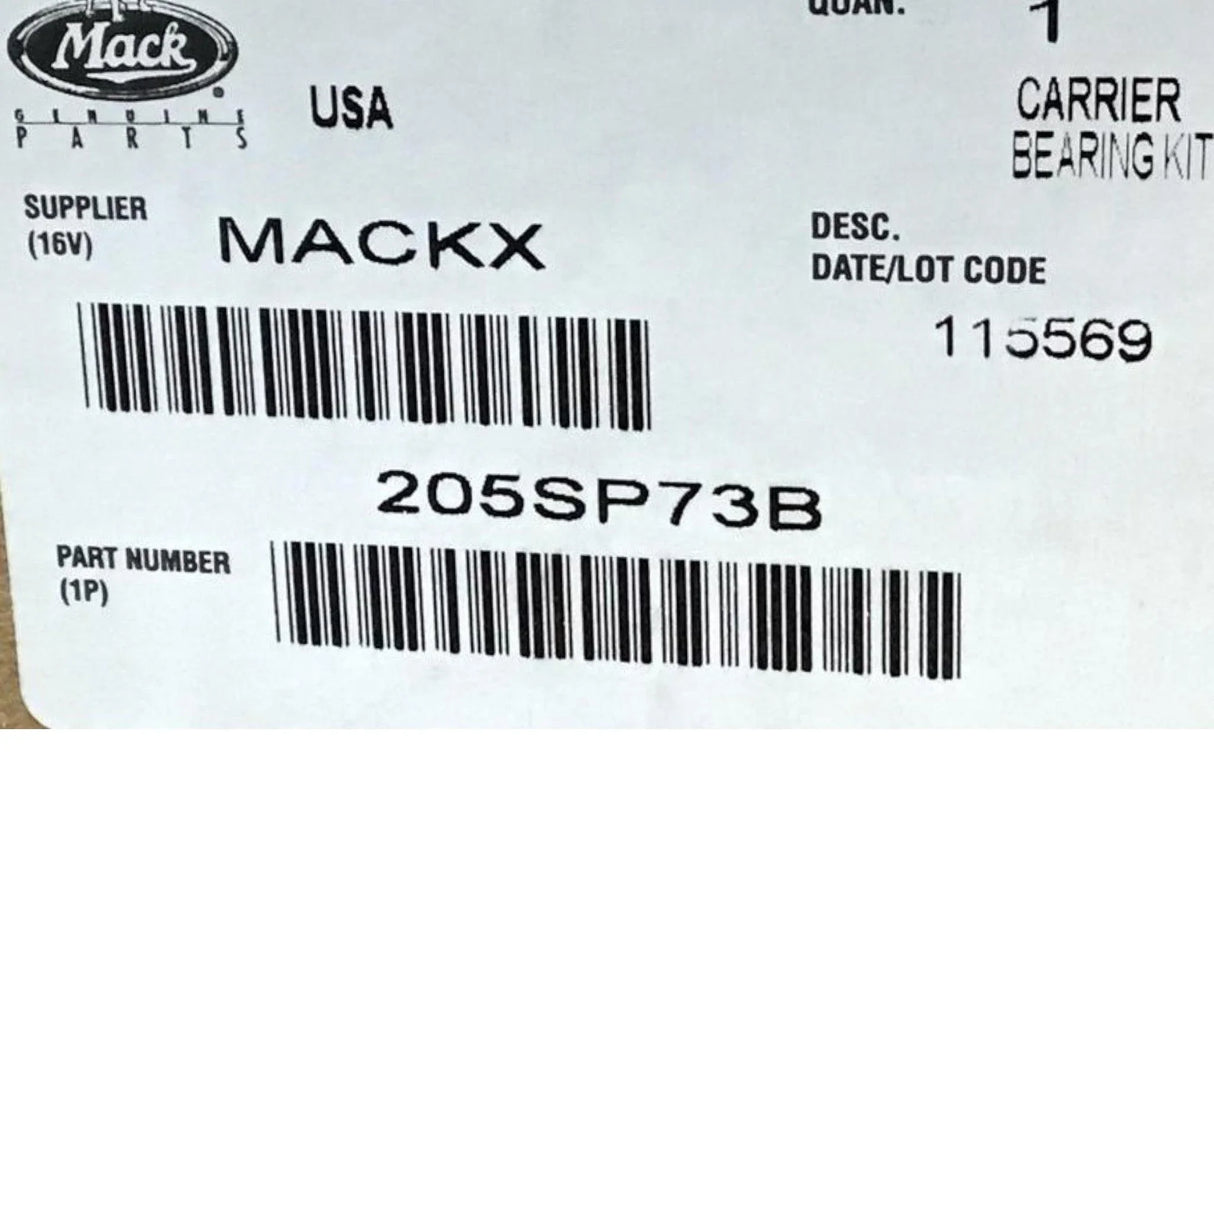 Mack
GENUINE
PARTS
USA
QUAN.
1
CARRIER
BEARING KIT
SUPPLIER
(16V)
MACKX
DESC.
DATE/LOT CODE
115569
205SP73B
PART NUMBER
(1P)